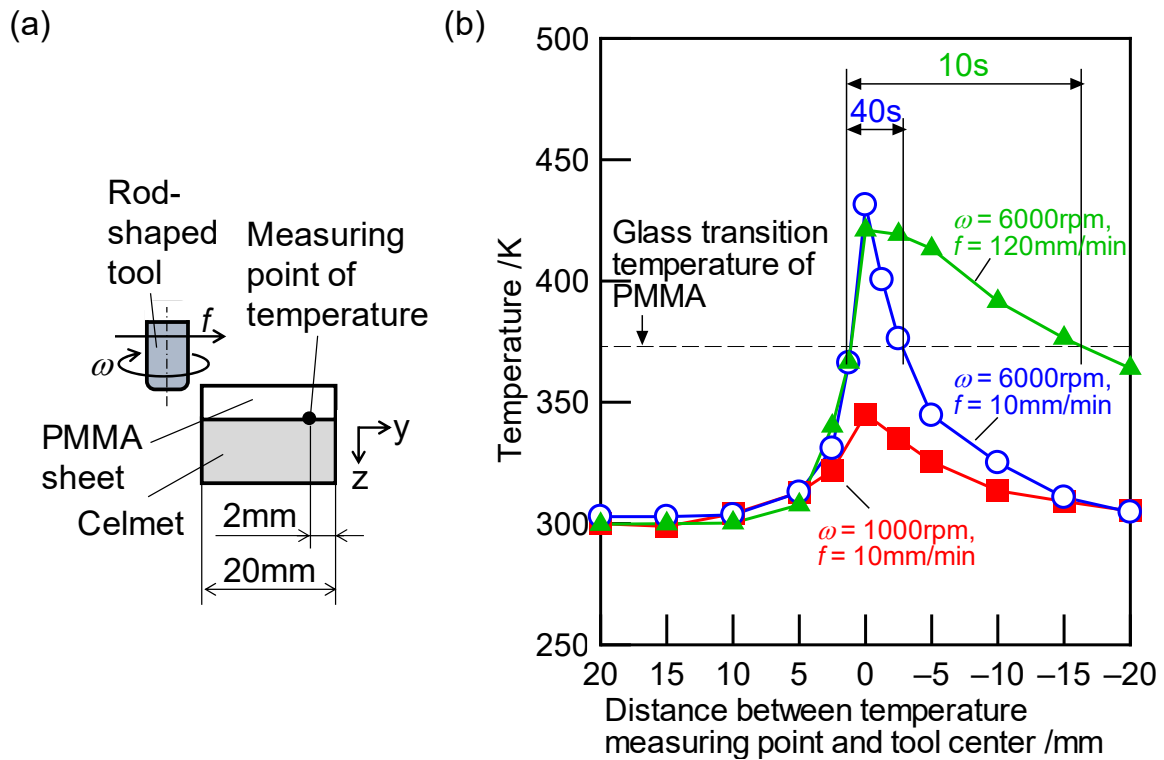 (a)
Rod-
shaped
tool
Measuring
point of
temperature
f
ω
PMMA
sheet
Celmet
y
z
2mm
20mm
(b)
500
450
400
350
300
250
Temperature /K
10s
40s
Glass transition
temperature of
PMMA
ω = 6000rpm,
f = 120mm/min
ω = 6000rpm,
f = 10mm/min
ω = 1000rpm,
f = 10mm/min
20 15 10 5 0 –5 –10 –15 –20
Distance between temperature
measuring point and tool center /mm